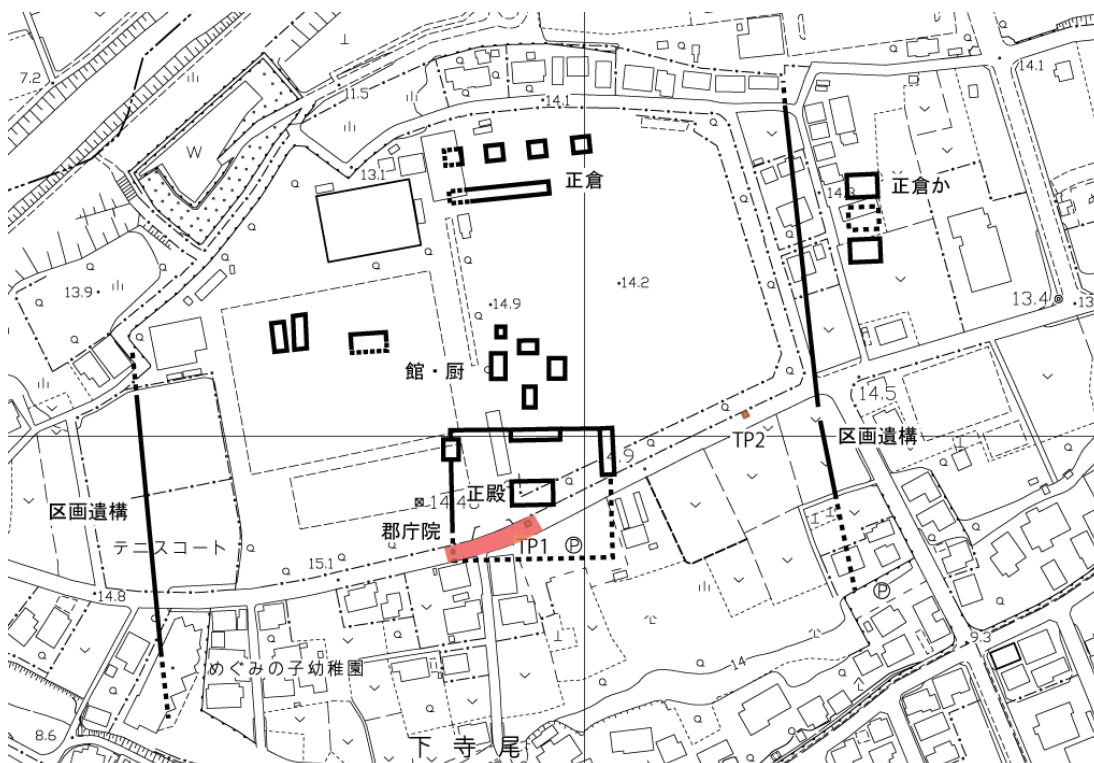 7.2
11.5
14.1
14.1
W
13.1
正倉
14.8
正倉か
13.9
14.9
14.2
13.4
13
館・厨
14.5
TP2
区画遺構
14.9
正殿
区画遺構
郡庁院
テニスコート
TP1
P
15.1
14.8
P
めぐみの子幼稚園
14
9.3
8.6
下寺尾